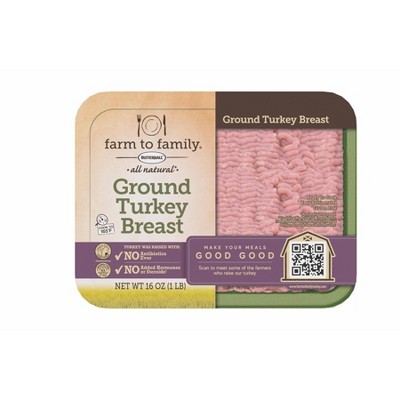 farm to family.
BUTTERBALL
all natural*
Ground
Turkey
Breast
TURKEY WAS RAISED WITH:
NO Antibiotics
Ever
NO Added Hormones
or Steroids*
NET WT 16 OZ (1 LB)
Ground Turkey Breast
MAKE YOUR MEALS
GOOD GOOD
Scan to meet some of the farmers
who raise our turkey